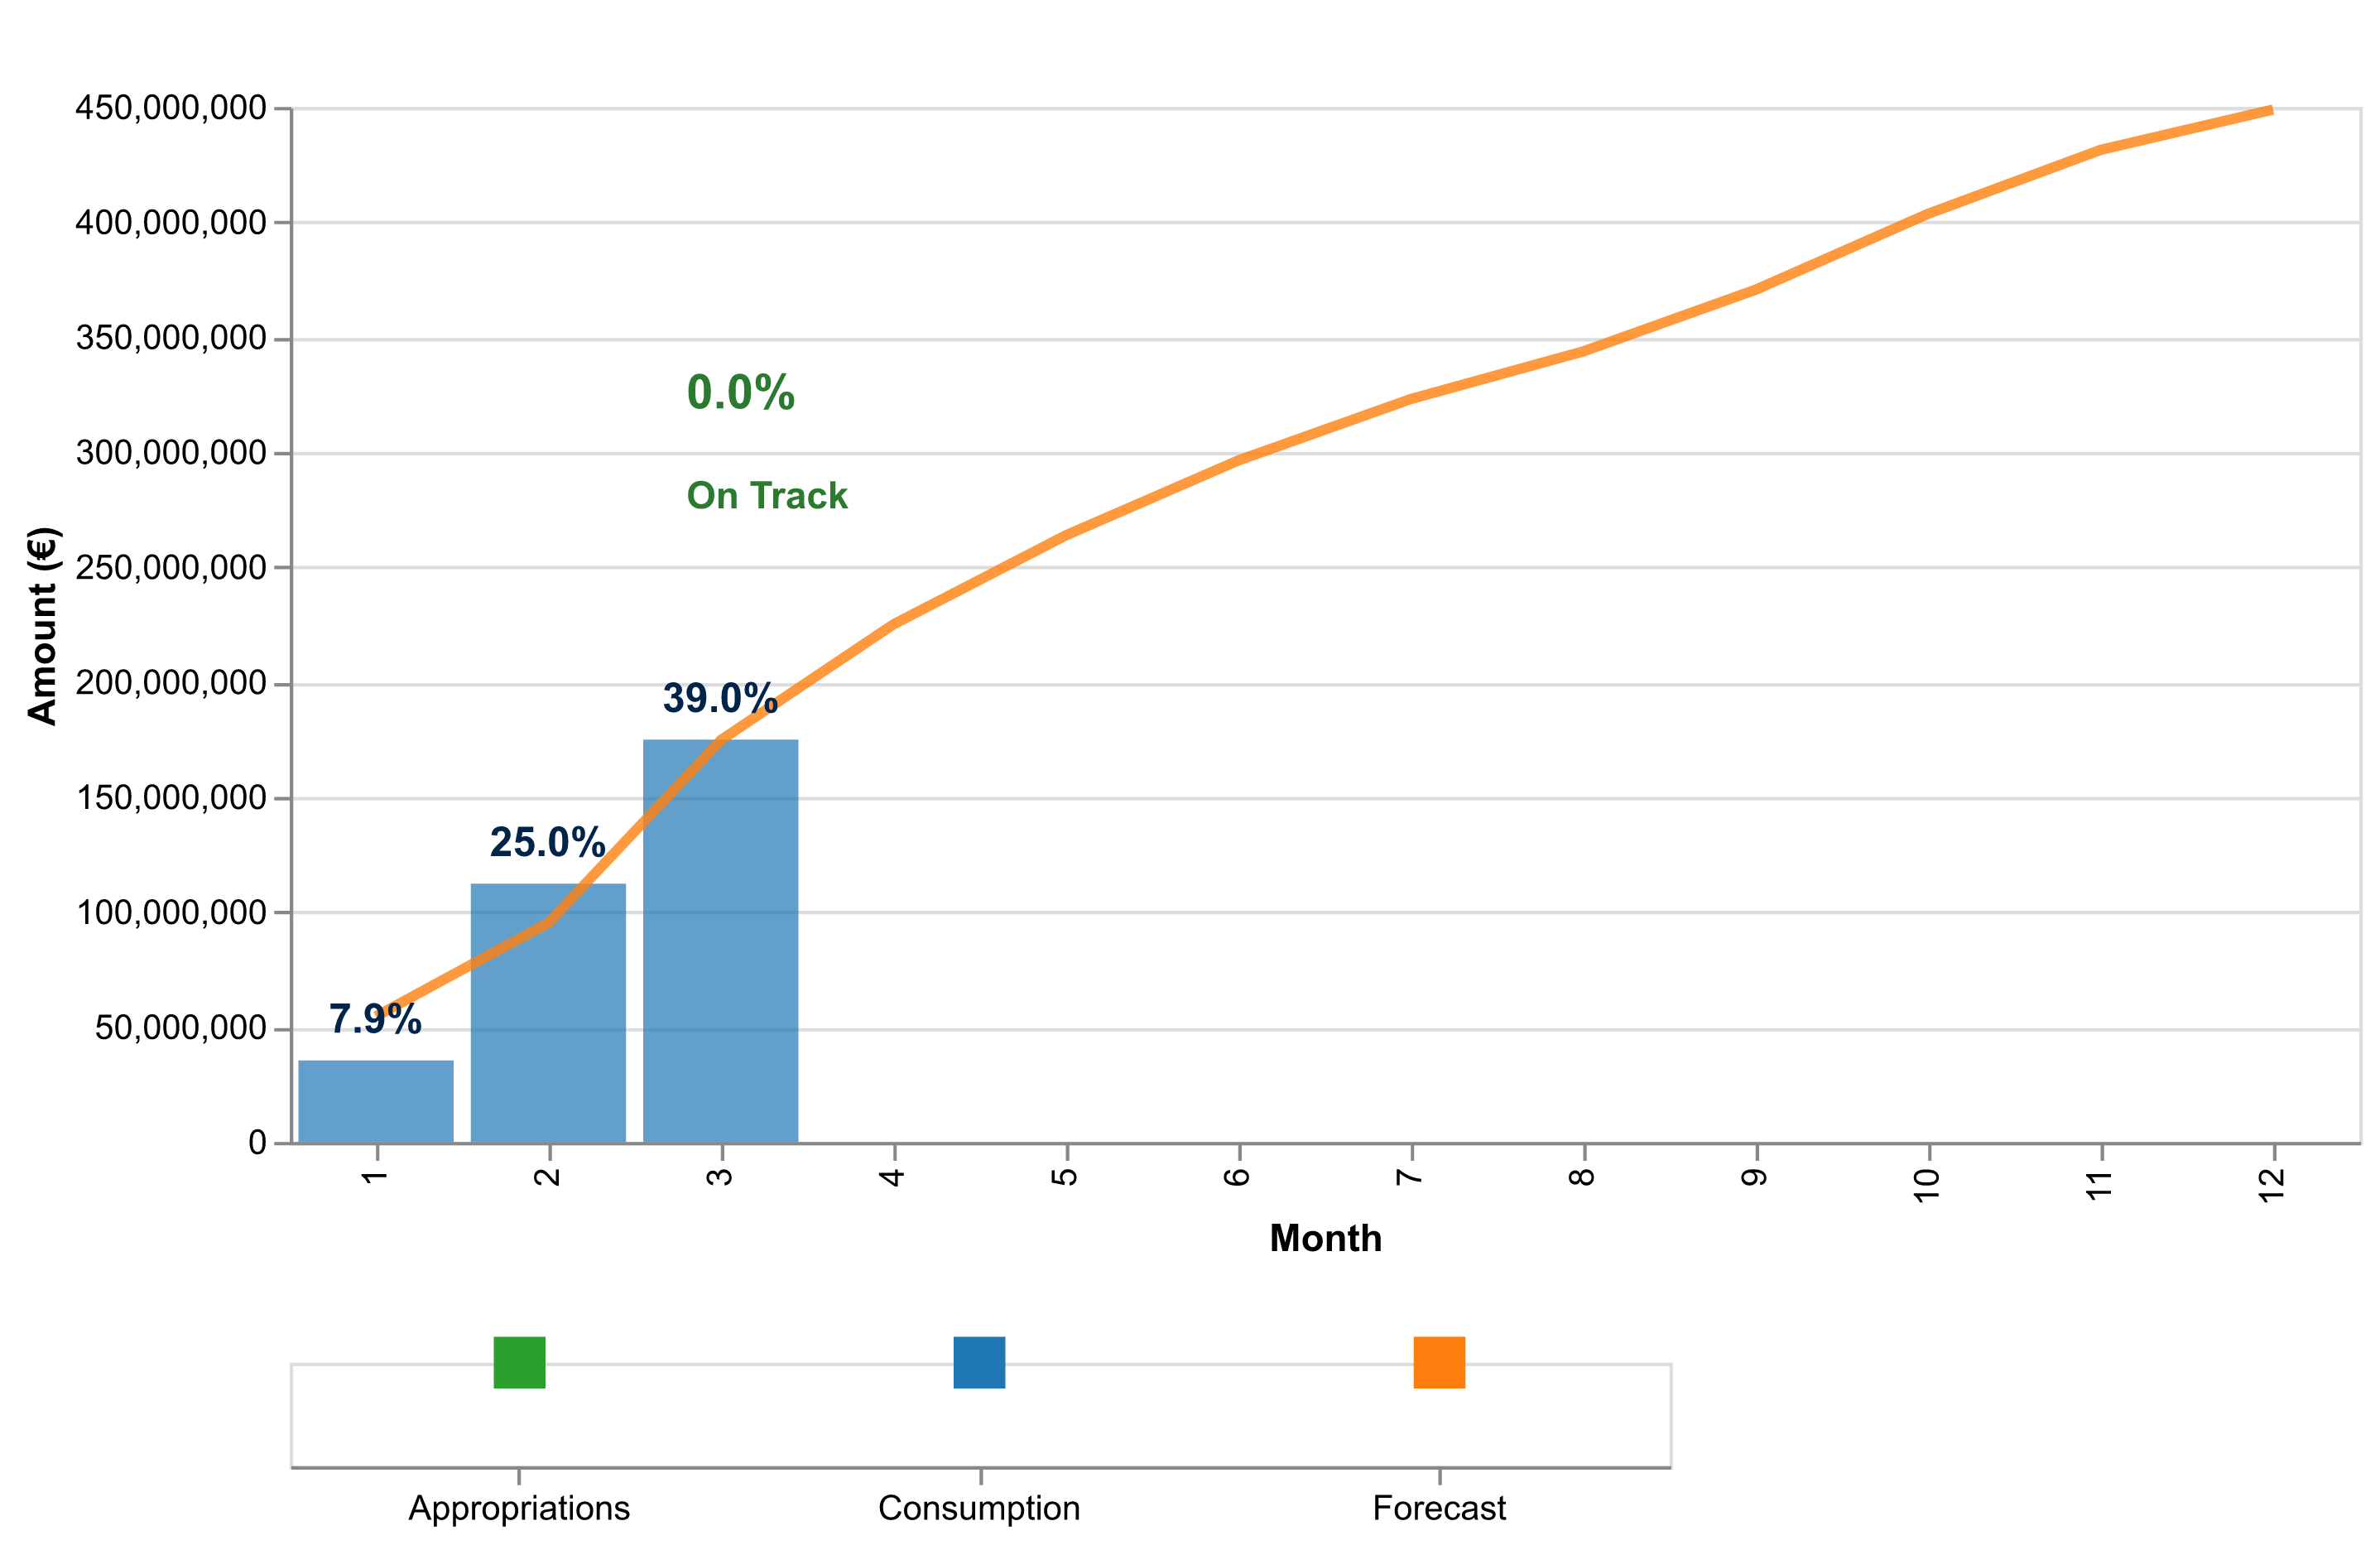 450,000,000
400,000,000
350,000,000
0.0%
300,000,000
On Track
250,000,000
Amount (€)
200,000,000
39.0%
150,000,000
25.0%
100,000,000
50,000,000
7.9%
0
1 2 3 4 5 6 7 8 9 10 11 12
Month
Appropriations Consumption Forecast